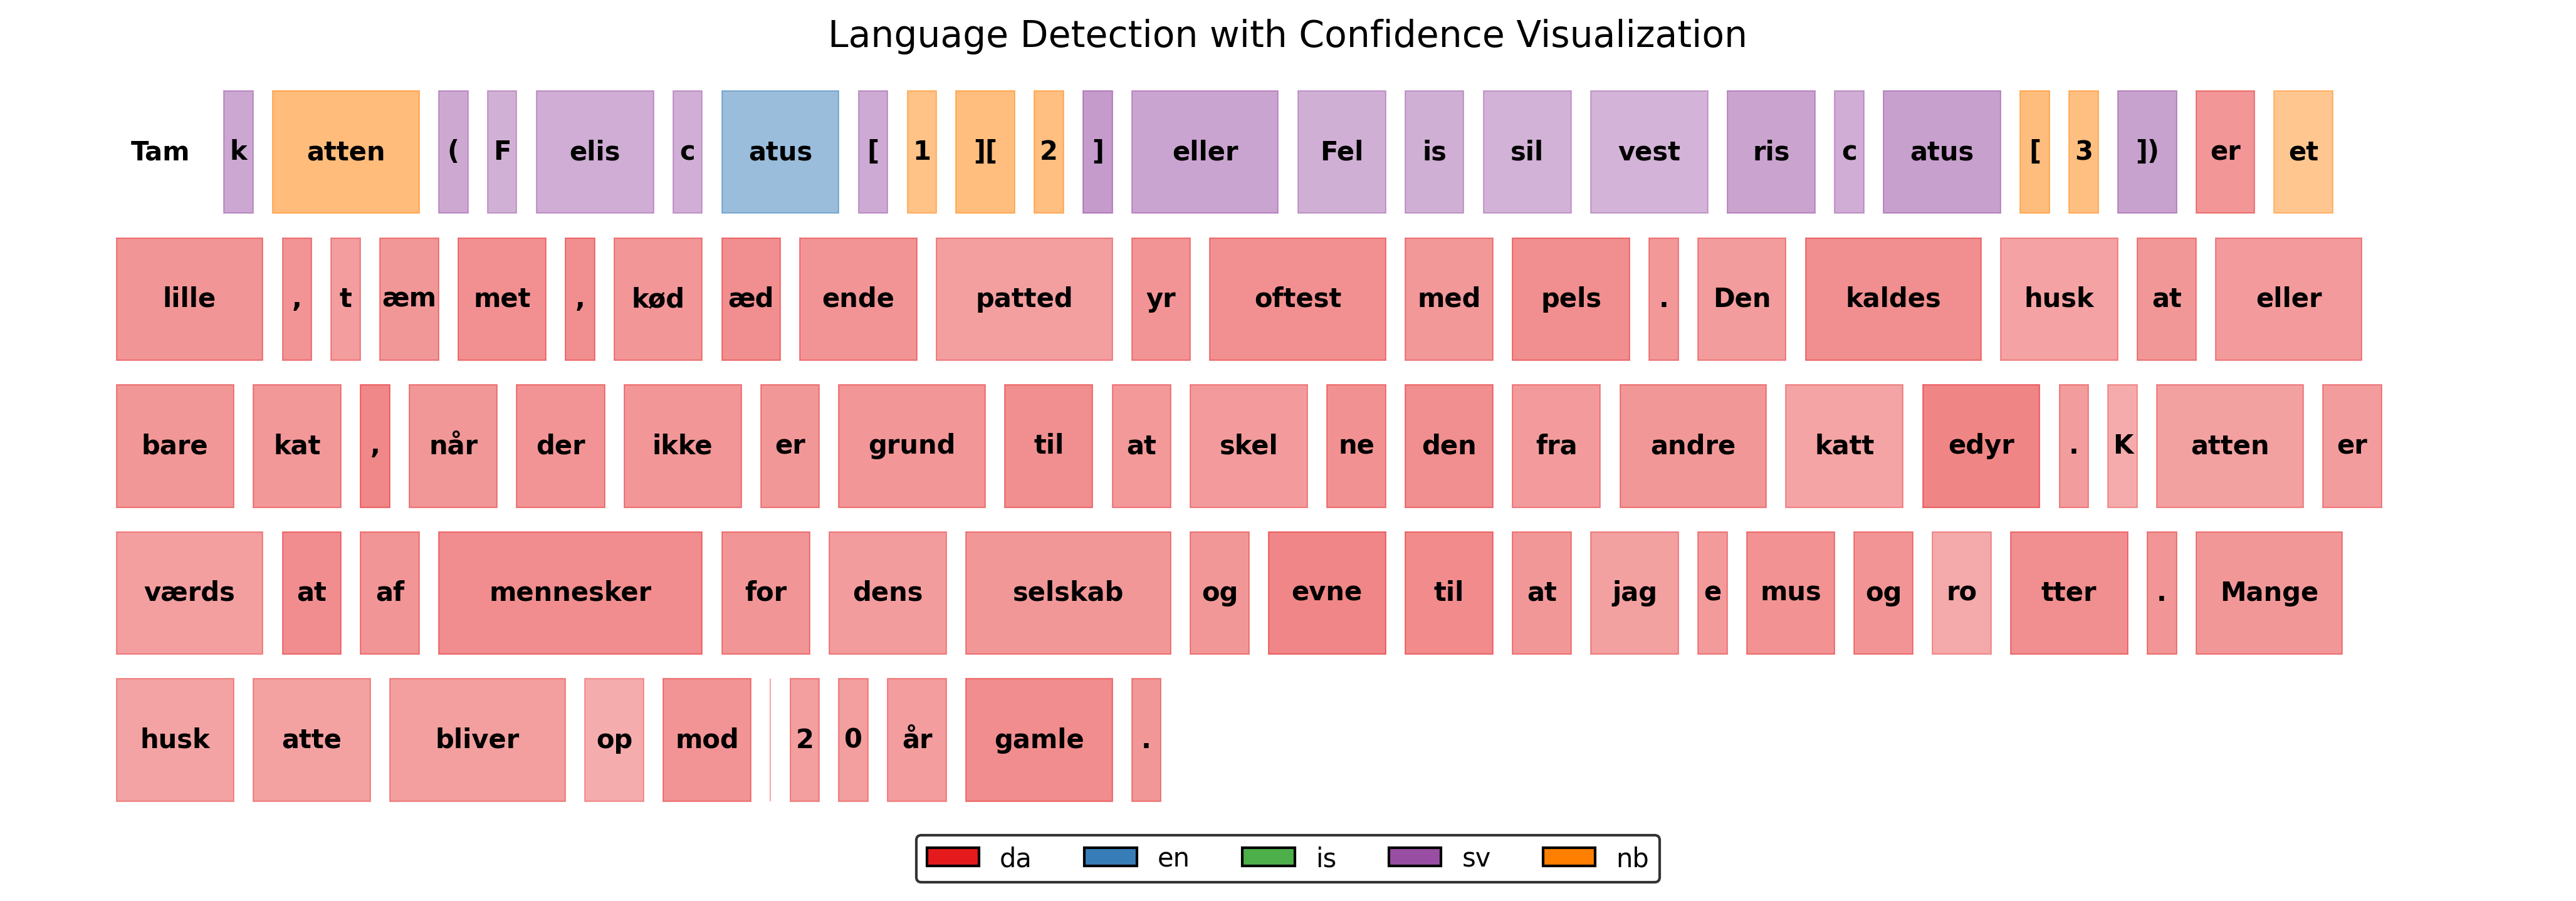 Language Detection with Confidence Visualization
Tam k atten ( F elis c atus [ 1 ][ 2 ] eller Fel is sil vest ris c atus [ 3 ]) er et
lille , t æm met , kød æd ende patted yr oftest med pels . Den kaldes husk at eller
bare kat , når der ikke er grund til at skel ne den fra andre katt edyr . K atten er
værds at af mennesker for dens selskab og evne til at jag e mus og ro tter . Mange
husk atte bliver op mod 2 0 år gamle .
da en is sv nb